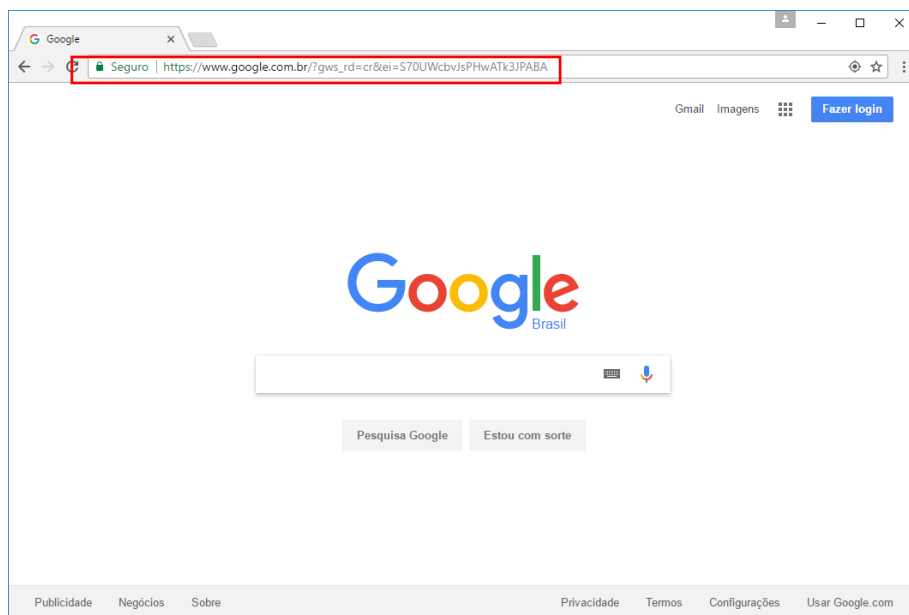 Google
Seguro https://www.google.com.br/?gws_rd=cr&ei=S70UWcbvJsPHwATk3JPABA
Gmail Imagens Fazer login
Google
Brasil
Pesquisa Google Estou com sorte
Publicidade Negócios Sobre Privacidade Termos Configurações Usar Google.com